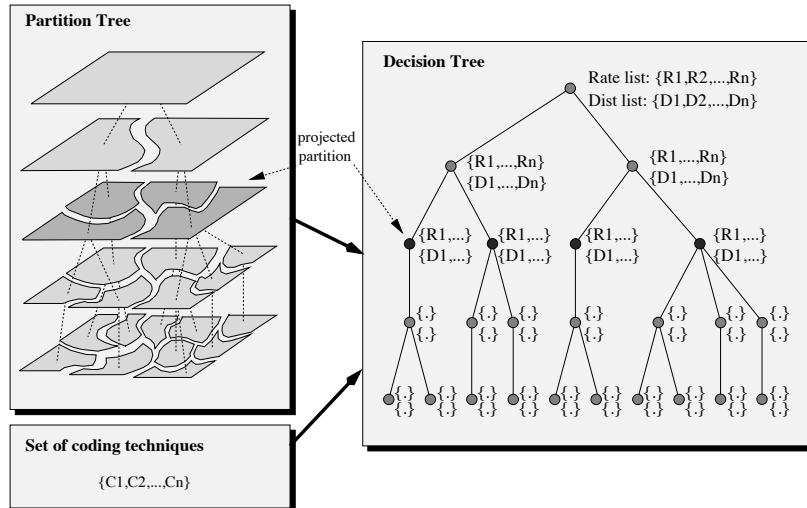 Partition Tree
projected
partition
Set of coding techniques
{C1,C2,...,Cn}
Decision Tree
Rate list: {R1,R2,...,Rn}
Dist list: {D1,D2,...,Dn}
{R1,...,Rn} {R1,...,Rn}
{D1,...,Dn} {D1,...,Dn}
{R1,...} {R1,...} {R1,...} {R1,...}
{D1,...} {D1,...} {D1,...} {D1,...}
{.} {.} {.} {.} {.} {.} {.}
{.} {.} {.} {.} {.} {.} {.}
{.} {.} {.} {.} {.} {.} {.} {.} {.} {.}
{.} {.} {.} {.} {.} {.} {.} {.} {.} {.}